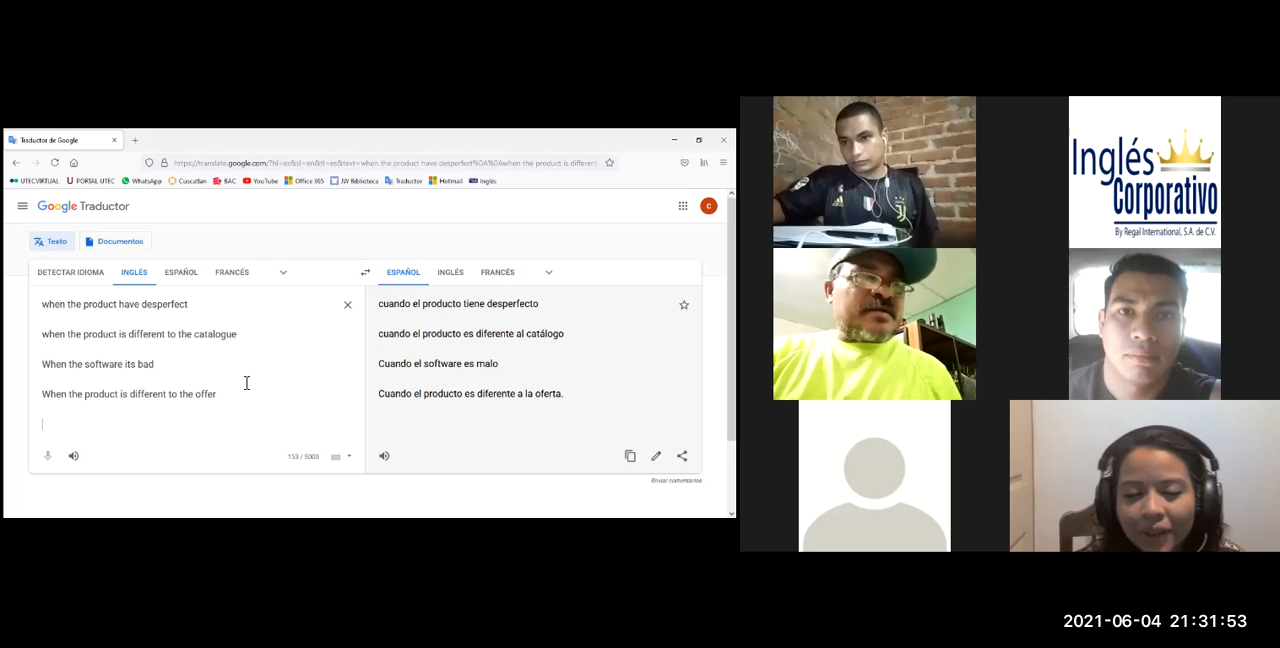 Traductor de Google
https://translate.google.com/?hl=es&sl=en&tl=es&text=when the product have desperfect%0A%0Awhen the product is different
UTECVIRTUAL PORTAL UTEC WhatsApp Cuscatlan BAC YouTube Office 365 JW Biblioteca Traductor Hotmail Inglés
Google Traductor
C
Texto Documentos
DETECTAR IDIOMA INGLÉS ESPAÑOL FRANCÉS ESPAÑOL INGLÉS FRANCÉS
when the product have desperfect
when the product is different to the catalogue
When the software its bad
When the product is different to the offer
153 / 5000
cuando el producto tiene desperfecto
cuando el producto es diferente al catálogo
Cuando el software es malo
Cuando el producto es diferente a la oferta.
Enviar comentarios
Inglés
Corporativo
By Regal International, S.A. de C.V.
2021-06-04 21:31:53